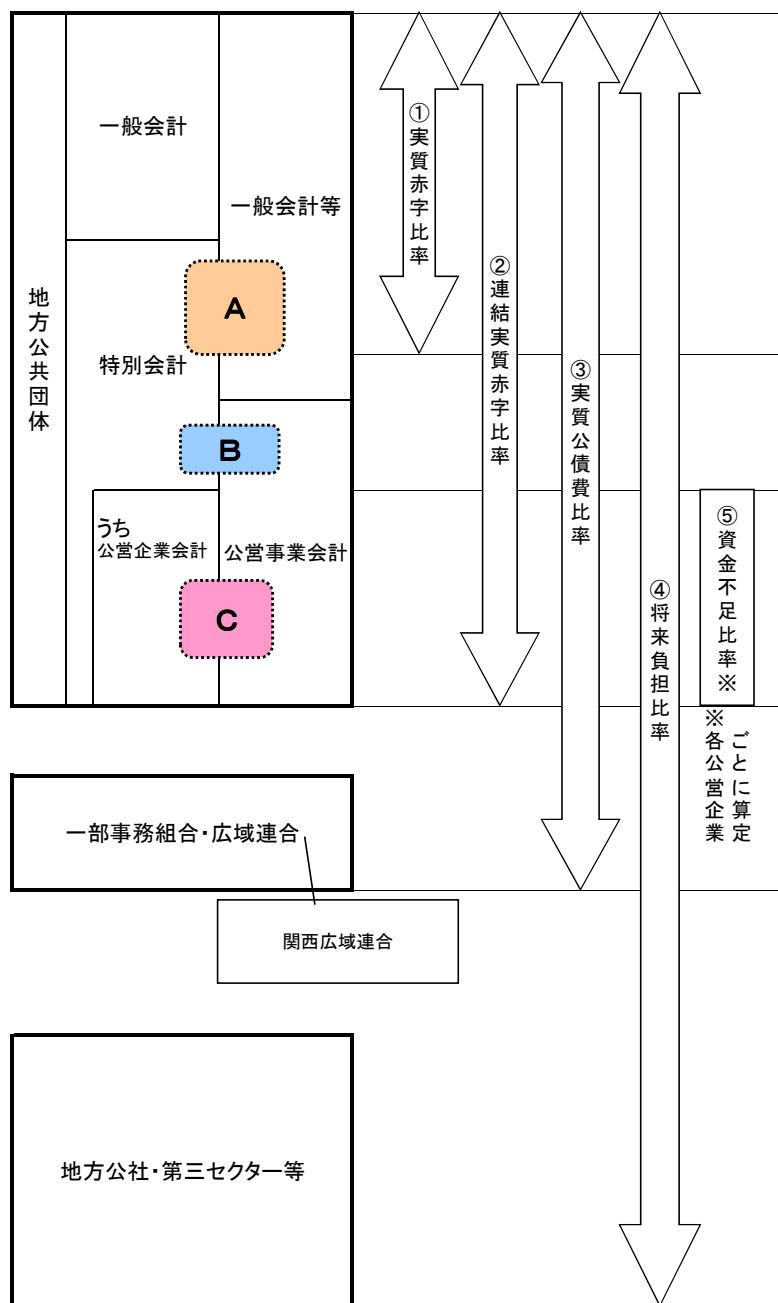 地方公共団体
一般会計
一般会計等
A
特別会計
B
うち
公営企業会計
公営事業会計
C
①実質赤字比率
②連結実質赤字比率
③実質公債費比率
④将来負担比率
⑤資金不足比率※
※各公営企業
ごとに算定
一部事務組合・広域連合
関西広域連合
地方公社・第三セクター等